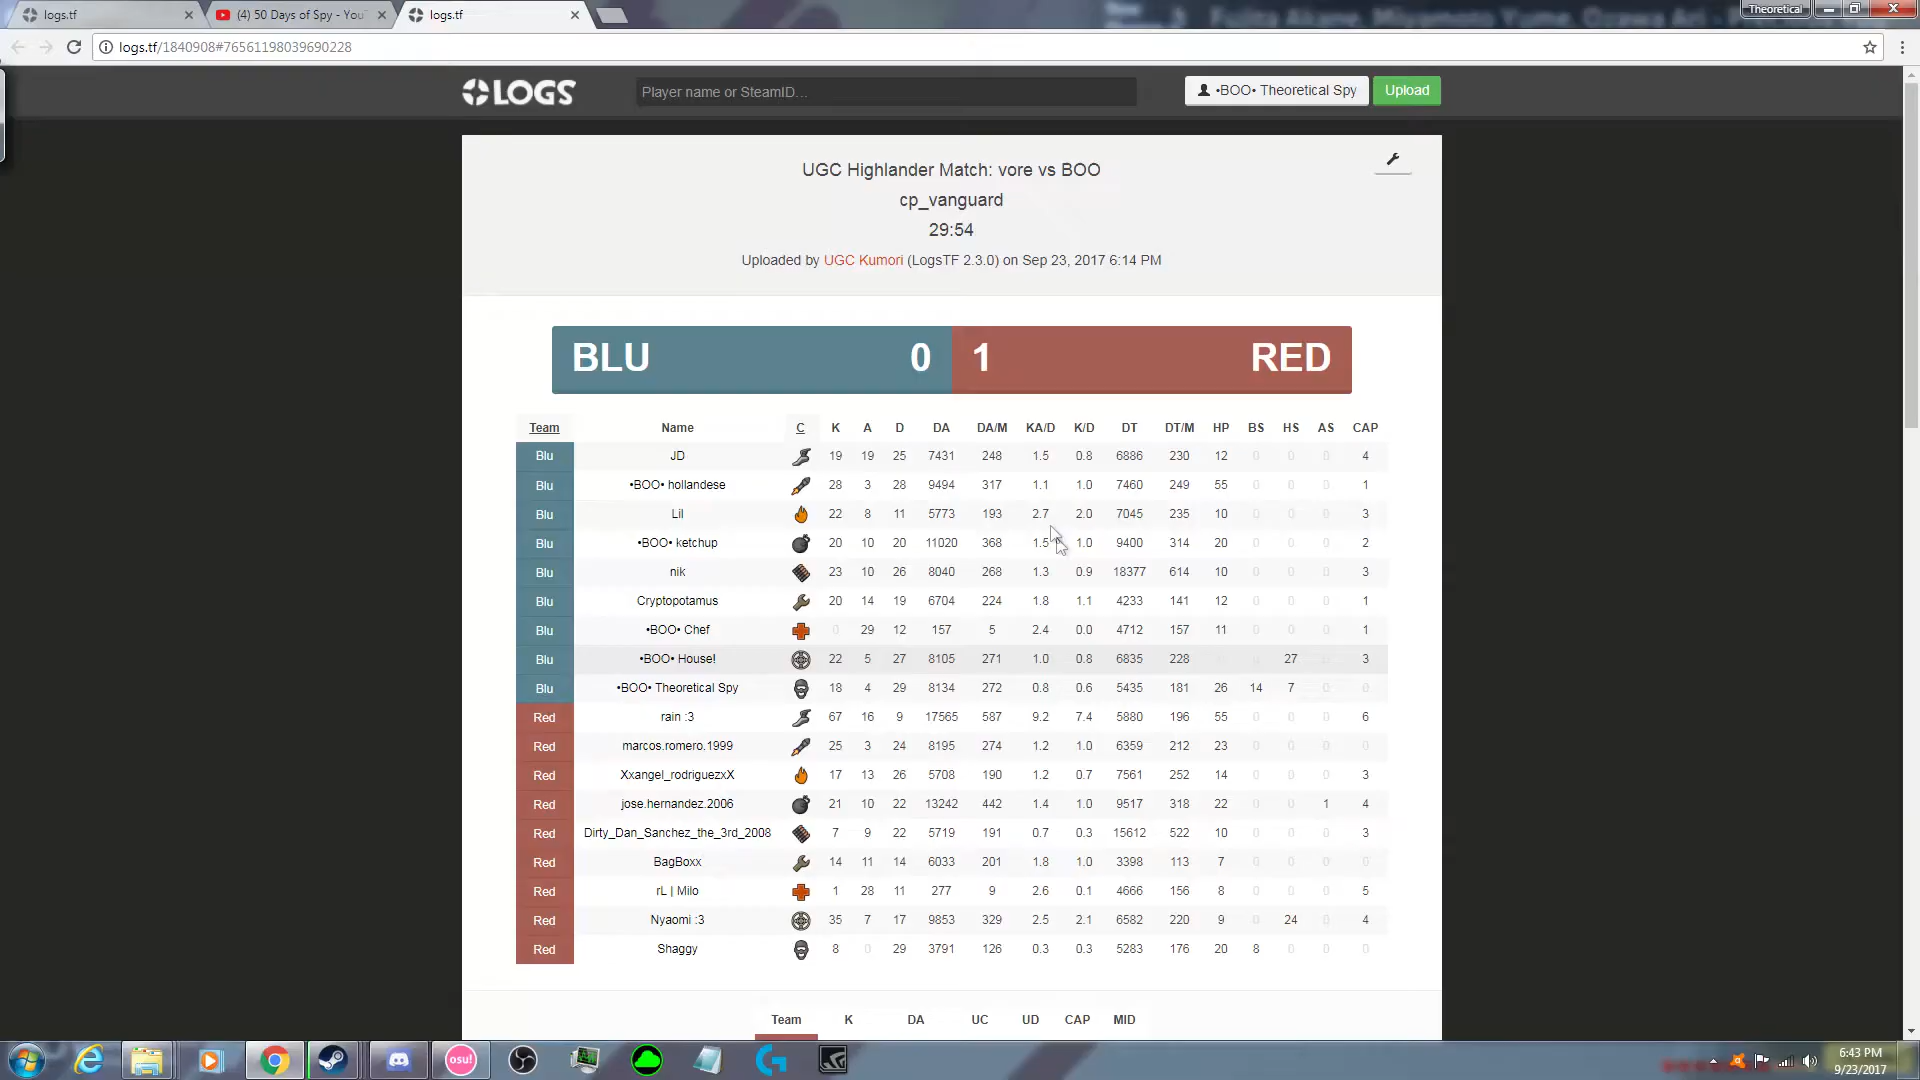 logs.tf
(4) 50 Days of Spy - You
logs.tf
Theoretical
logs.tf/1840908#76561198039690228
LOGS
Player name or SteamID...
•BOO• Theoretical Spy
Upload
UGC Highlander Match: vore vs BOO
cp_vanguard
29:54
Uploaded by UGC Kumori (LogsTF 2.3.0) on Sep 23, 2017 6:14 PM
BLU 0 1 RED
Team Name C K A D DA DA/M KA/D K/D DT DT/M HP BS HS AS CAP
Blu JD 19 19 25 7431 248 1.5 0.8 6886 230 12 0 0 0 4
Blu •BOO• hollandese 28 3 28 9494 317 1.1 1.0 7460 249 55 0 0 0 1
Blu Lil 22 8 11 5773 193 2.7 2.0 7045 235 10 0 0 0 3
Blu •BOO• ketchup 20 10 20 11020 368 1.5 1.0 9400 314 20 0 0 0 2
Blu nik 23 10 26 8040 268 1.3 0.9 18377 614 10 0 0 0 3
Blu Cryptopotamus 20 14 19 6704 224 1.8 1.1 4233 141 12 0 0 0 1
Blu •BOO• Chef 0 29 12 157 5 2.4 0.0 4712 157 11 0 0 0 1
Blu •BOO• House! 22 5 27 8105 271 1.0 0.8 6835 228 27 3
Blu •BOO• Theoretical Spy 18 4 29 8134 272 0.8 0.6 5435 181 26 14 7 0 0
Red rain :3 67 16 9 17565 587 9.2 7.4 5880 196 55 0 0 0 6
Red marcos.romero.1999 25 3 24 8195 274 1.2 1.0 6359 212 23 0 0 0 0
Red Xxangel_rodriguezxX 17 13 26 5708 190 1.2 0.7 7561 252 14 0 0 0 3
Red jose.hernandez.2006 21 10 22 13242 442 1.4 1.0 9517 318 22 0 0 1 4
Red Dirty_Dan_Sanchez_the_3rd_2008 7 9 22 5719 191 0.7 0.3 15612 522 10 0 0 0 3
Red BagBoxx 14 11 14 6033 201 1.8 1.0 3398 113 7 0 0 0 0
Red rL | Milo 1 28 11 277 9 2.6 0.1 4666 156 8 0 0 0 5
Red Nyaomi :3 35 7 17 9853 329 2.5 2.1 6582 220 9 0 24 0 4
Red Shaggy 8 0 29 3791 126 0.3 0.3 5283 176 20 8 0 0 0
Team K DA UC UD CAP MID
osu!
6:43 PM
9/23/2017